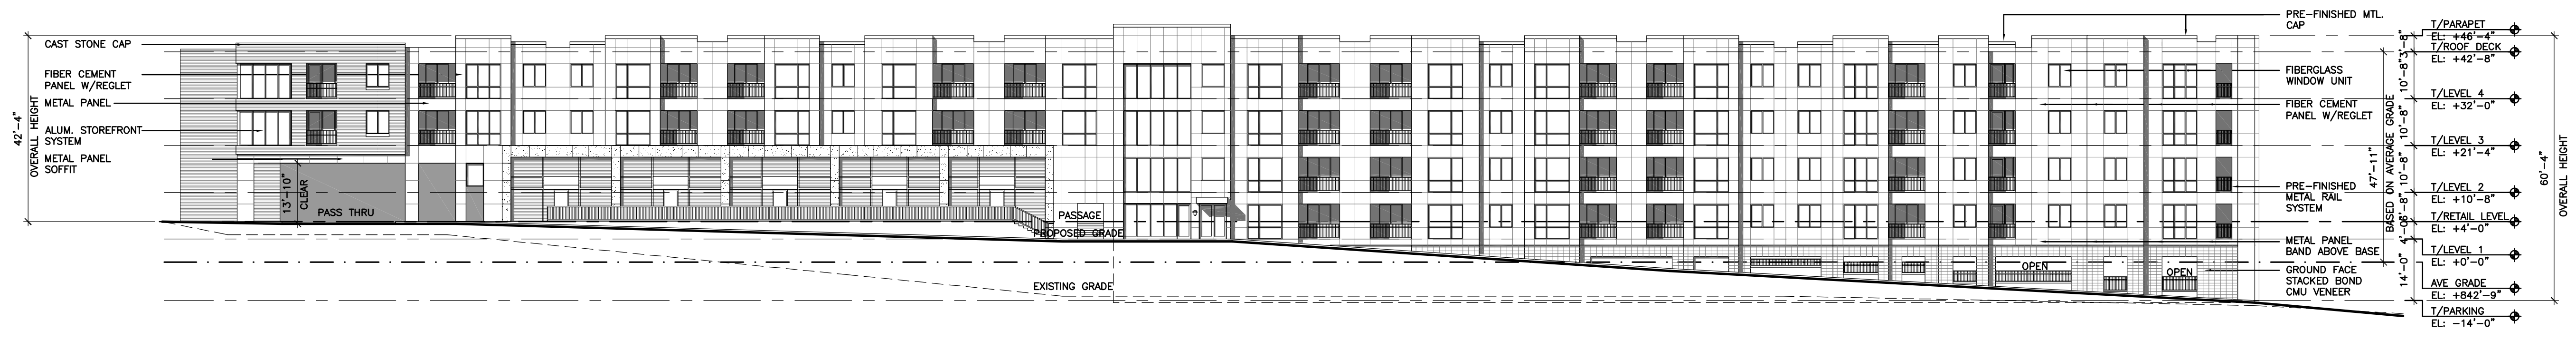 42'-4"
OVERALL HEIGHT
CAST STONE CAP
FIBER CEMENT
PANEL W/REGLET
METAL PANEL
ALUM. STOREFRONT
SYSTEM
METAL PANEL
SOFFIT
13'-10"
CLEAR
PASS THRU
PASSAGE
PROPOSED GRADE
EXISTING GRADE
OPEN
OPEN
PRE-FINISHED MTL.
CAP
FIBERGLASS
WINDOW UNIT
FIBER CEMENT
PANEL W/REGLET
PRE-FINISHED
METAL RAIL
SYSTEM
METAL PANEL
BAND ABOVE BASE
GROUND FACE
STACKED BOND
CMU VENEER
47'-11"
BASED ON AVERAGE GRADE
3'-8"
10'-8"
10'-8"
10'-8"
6'-8"
4'-0"
14'-0"
T/PARAPET
EL: +46'-4"
T/ROOF DECK
EL: +42'-8"
T/LEVEL 4
EL: +32'-0"
T/LEVEL 3
EL: +21'-4"
T/LEVEL 2
EL: +10'-8"
T/RETAIL LEVEL
EL: +4'-0"
T/LEVEL 1
EL: +0'-0"
AVE GRADE
EL: +842'-9"
T/PARKING
EL: -14'-0"
60'-4"
OVERALL HEIGHT